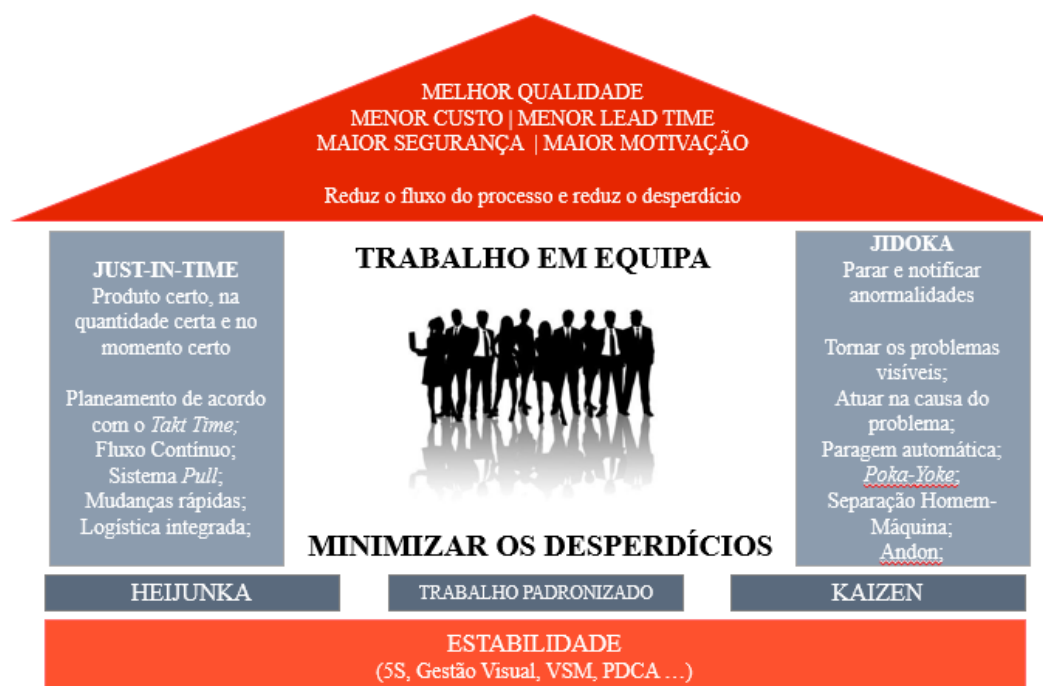 MELHOR QUALIDADE
MENOR CUSTO | MENOR LEAD TIME
MAIOR SEGURANÇA | MAIOR MOTIVAÇÃO
Reduz o fluxo do processo e reduz o desperdício
JUST-IN-TIME
Produto certo, na
quantidade certa e no
momento certo
Planeamento de acordo
com o Takt Time;
Fluxo Contínuo;
Sistema Pull;
Mudanças rápidas;
Logística integrada;
TRABALHO EM EQUIPA
MINIMIZAR OS DESPERDÍCIOS
JIDOKA
Parar e notificar
anormalidades
Tornar os problemas
visíveis;
Atuar na causa do
problema;
Paragem automática;
Poka-Yoke;
Separação Homem-
Máquina;
Andon;
HEIJUNKA
TRABALHO PADRONIZADO
KAIZEN
ESTABILIDADE
(5S, Gestão Visual, VSM, PDCA …)